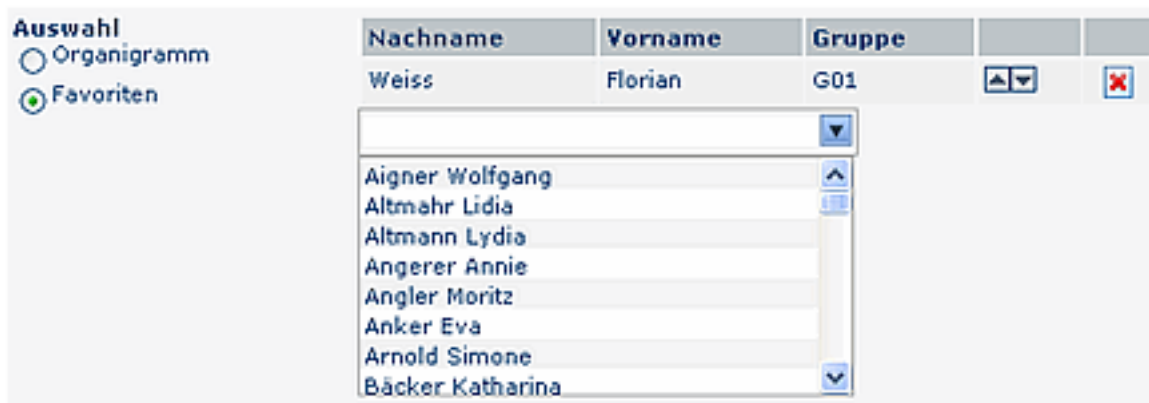 Auswahl
Organigramm
Favoriten
Nachname Vorname Gruppe
Weiss Florian G01
Aigner Wolfgang
Altmahr Lidia
Altmann Lydia
Angerer Annie
Angler Moritz
Anker Eva
Arnold Simone
Bäcker Katharina